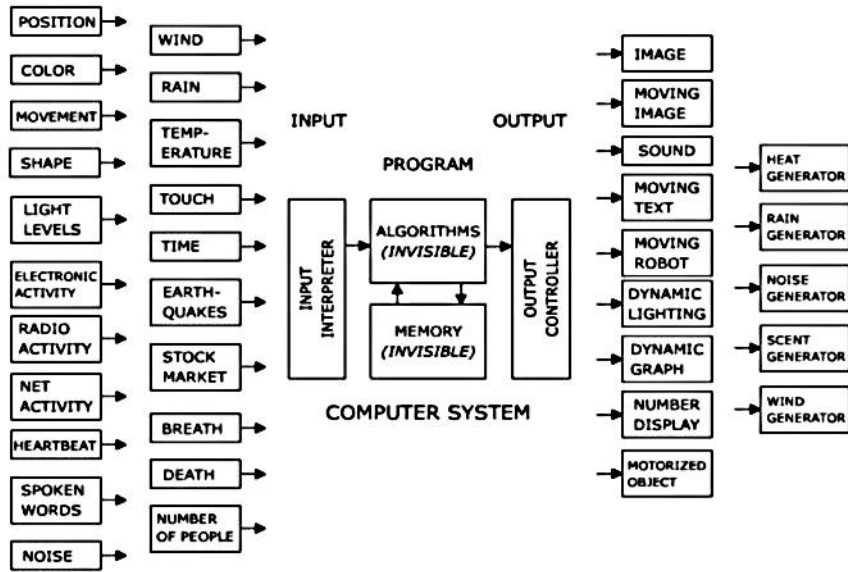 POSITION
COLOR
MOVEMENT
SHAPE
LIGHT
LEVELS
ELECTRONIC
ACTIVITY
RADIO
ACTIVITY
NET
ACTIVITY
HEARTBEAT
SPOKEN
WORDS
NOISE
WIND
RAIN
TEMP-
ERATURE
TOUCH
TIME
EARTH-
QUAKES
STOCK
MARKET
BREATH
DEATH
NUMBER
OF PEOPLE
INPUT
OUTPUT
PROGRAM
INPUT
INTERPRETER
ALGORITHMS
(INVISIBLE)
MEMORY
(INVISIBLE)
OUTPUT
CONTROLLER
COMPUTER SYSTEM
IMAGE
MOVING
IMAGE
SOUND
MOVING
TEXT
MOVING
ROBOT
DYNAMIC
LIGHTING
DYNAMIC
GRAPH
NUMBER
DISPLAY
MOTORIZED
OBJECT
HEAT
GENERATOR
RAIN
GENERATOR
NOISE
GENERATOR
SCENT
GENERATOR
WIND
GENERATOR